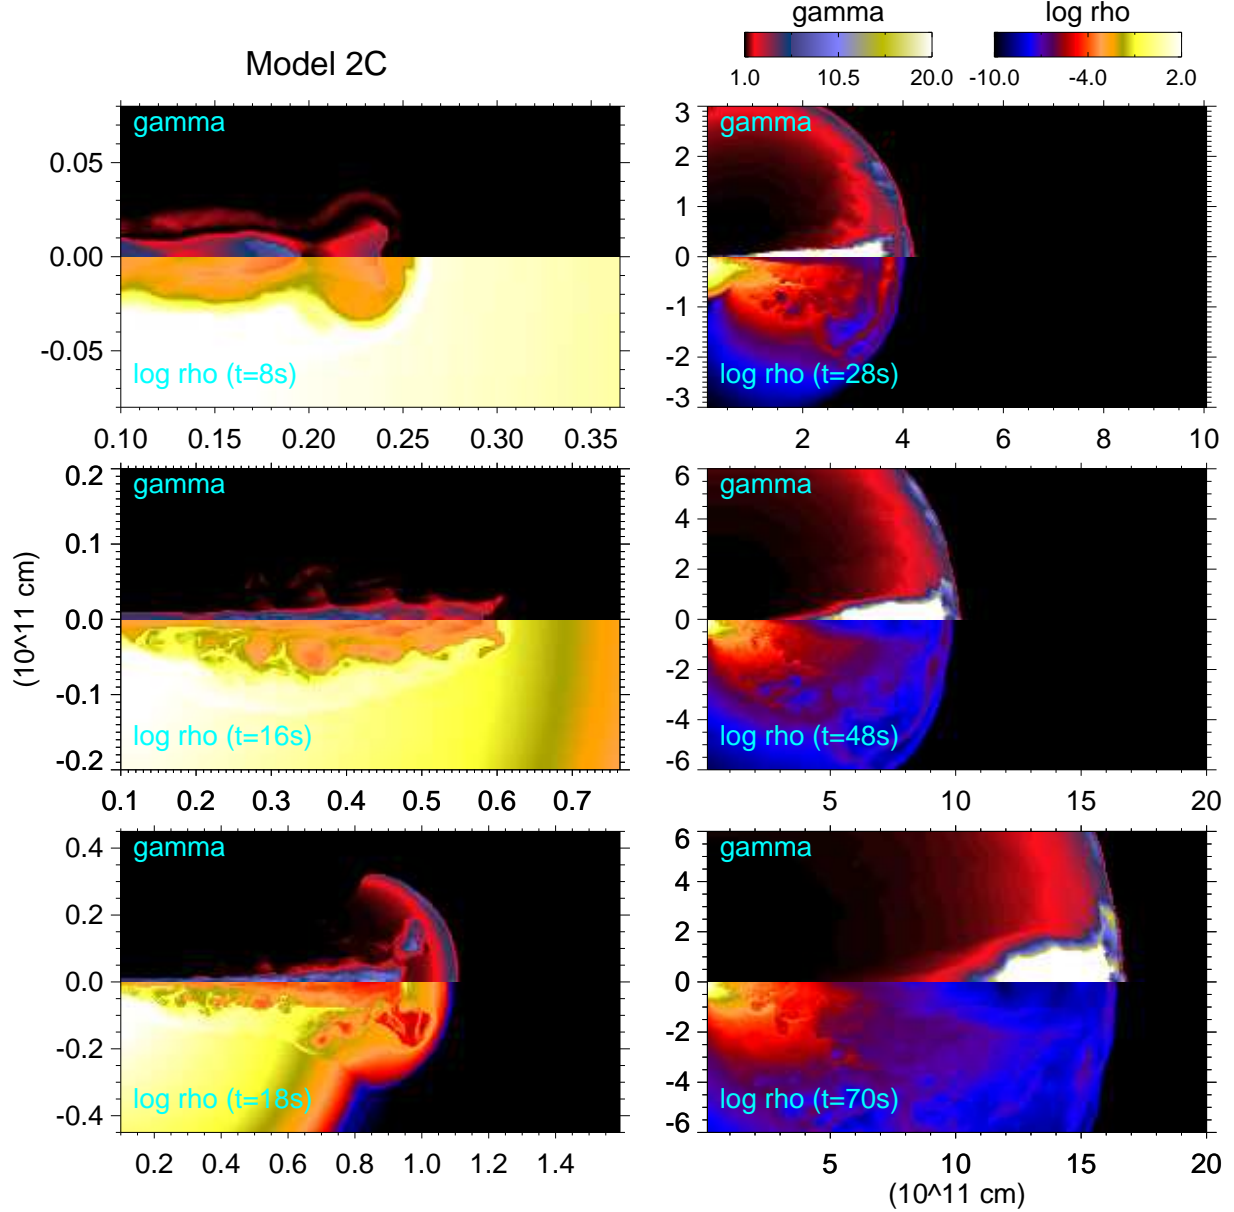 gamma
log rho
1.0 10.5 20.0
-10.0 -4.0 2.0
Model 2C
gamma
0.05
0.00
-0.05
log rho (t=8s)
0.10 0.15 0.20 0.25 0.30 0.35
gamma
3
2
1
0
-1
-2
-3
log rho (t=28s)
2 4 6 8 10
gamma
0.2
0.1
0.0
-0.1
-0.2
(10^11 cm)
log rho (t=16s)
0.1 0.2 0.3 0.4 0.5 0.6 0.7
gamma
6
4
2
0
-2
-4
-6
log rho (t=48s)
5 10 15 20
gamma
0.4
0.2
0.0
-0.2
-0.4
log rho (t=18s)
0.2 0.4 0.6 0.8 1.0 1.2 1.4
gamma
6
4
2
0
-2
-4
-6
log rho (t=70s)
5 10 15 20
(10^11 cm)